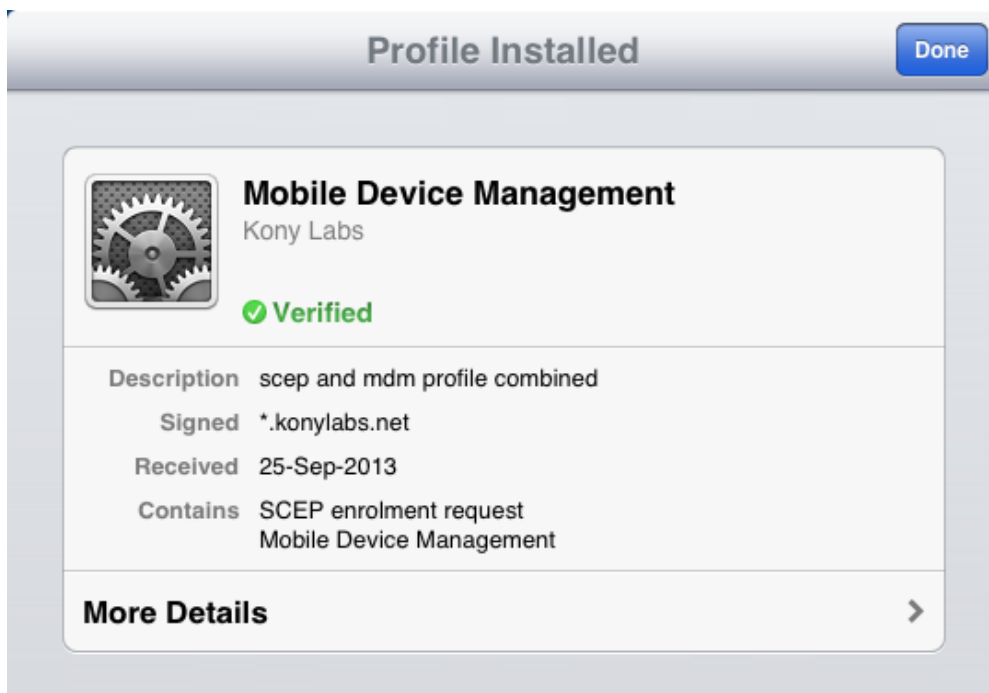 Profile Installed
Done
Mobile Device Management
Kony Labs
Verified
Description scep and mdm profile combined
Signed *.konylabs.net
Received 25-Sep-2013
Contains SCEP enrolment request
Mobile Device Management
More Details